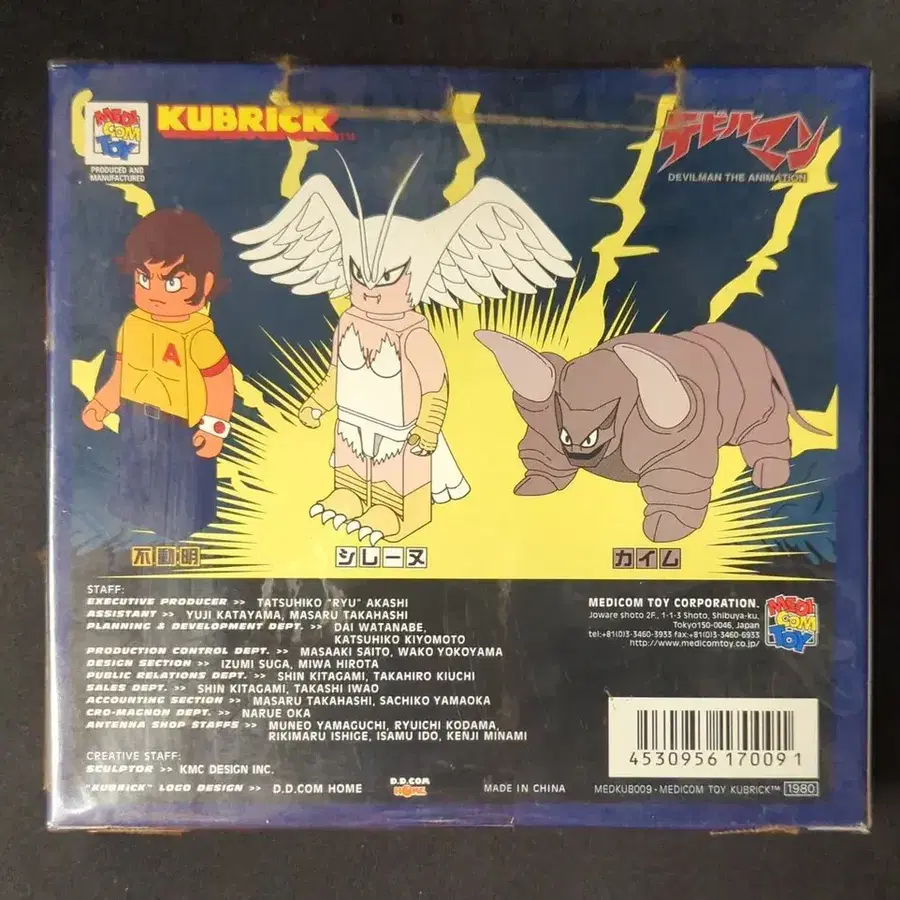 MEDI
COM
TOY
PRODUCED AND
MANUFACTURED
KUBRICK™
デビルマン
DEVILMAN THE ANIMATION
A
不動明
シレーヌ
カイム
STAFF:
EXECUTIVE PRODUCER >> TATSUHIKO "RYU" AKASHI
ASSISTANT >> YUJI KATAYAMA, MASARU TAKAHASHI
PLANNING & DEVELOPMENT DEPT. >> DAI WATANABE,
KATSUHIKO KIYOMOTO
PRODUCTION CONTROL DEPT. >> MASAAKI SAITO, WAKO YOKOYAMA
DESIGN SECTION >> IZUMI SUGA, MIWA HIROTA
PUBLIC RELATIONS DEPT. >> SHIN KITAGAMI, TAKAHIRO KIUCHI
SALES DEPT. >> SHIN KITAGAMI, TAKASHI IWAO
ACCOUNTING SECTION >> MASARU TAKAHASHI, SACHIKO YAMAOKA
CRO-MAGNON DEPT. >> NARUE OKA
ANTENNA SHOP STAFFS >> MUNEO YAMAGUCHI, RYUICHI KODAMA,
RIKIMARU ISHIGE, ISAMU IDO, KENJI MINAMI
CREATIVE STAFF:
SCULPTOR >> KMC DESIGN INC.
"KUBRICK" LOGO DESIGN >> D.D.COM HOME
D.D.COM
HOME
MADE IN CHINA
MEDICOM TOY CORPORATION.
Joware shoto 2F., 1-1-3 Shoto, Shibuya-ku,
Tokyo150-0046, Japan
tel:+81(0)3-3460-3933 fax:+81(0)3-3460-6933
http://www.medicomtoy.co.jp/
MEDI
COM
TOY
4530956170091
MEDKUB009 - MEDICOM TOY KUBRICK™ 1980